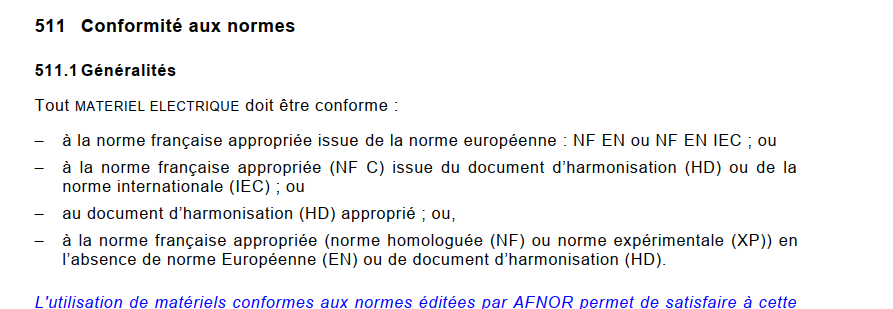 511 Conformité aux normes
511.1 Généralités
Tout MATERIEL ELECTRIQUE doit être conforme :
– à la norme française appropriée issue de la norme européenne : NF EN ou NF EN IEC ; ou
– à la norme française appropriée (NF C) issue du document d’harmonisation (HD) ou de la
norme internationale (IEC) ; ou
– au document d’harmonisation (HD) approprié ; ou,
– à la norme française appropriée (norme homologuée (NF) ou norme expérimentale (XP)) en
l’absence de norme Européenne (EN) ou de document d’harmonisation (HD).
L'utilisation de matériels conformes aux normes éditées par AFNOR permet de satisfaire à cette